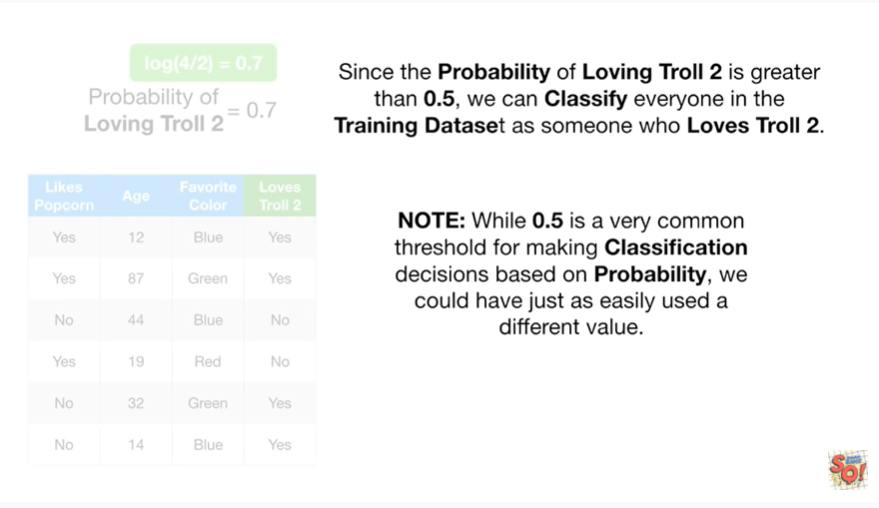 log(4/2) = 0.7
Probability of
Loving Troll 2 = 0.7
Since the Probability of Loving Troll 2 is greater
than 0.5, we can Classify everyone in the
Training Dataset as someone who Loves Troll 2.
Likes Popcorn Age Favorite Color Loves Troll 2
Yes 12 Blue Yes
Yes 87 Green Yes
No 44 Blue No
Yes 19 Red No
No 32 Green Yes
No 14 Blue Yes
NOTE: While 0.5 is a very common
threshold for making Classification
decisions based on Probability, we
could have just as easily used a
different value.
SQ!